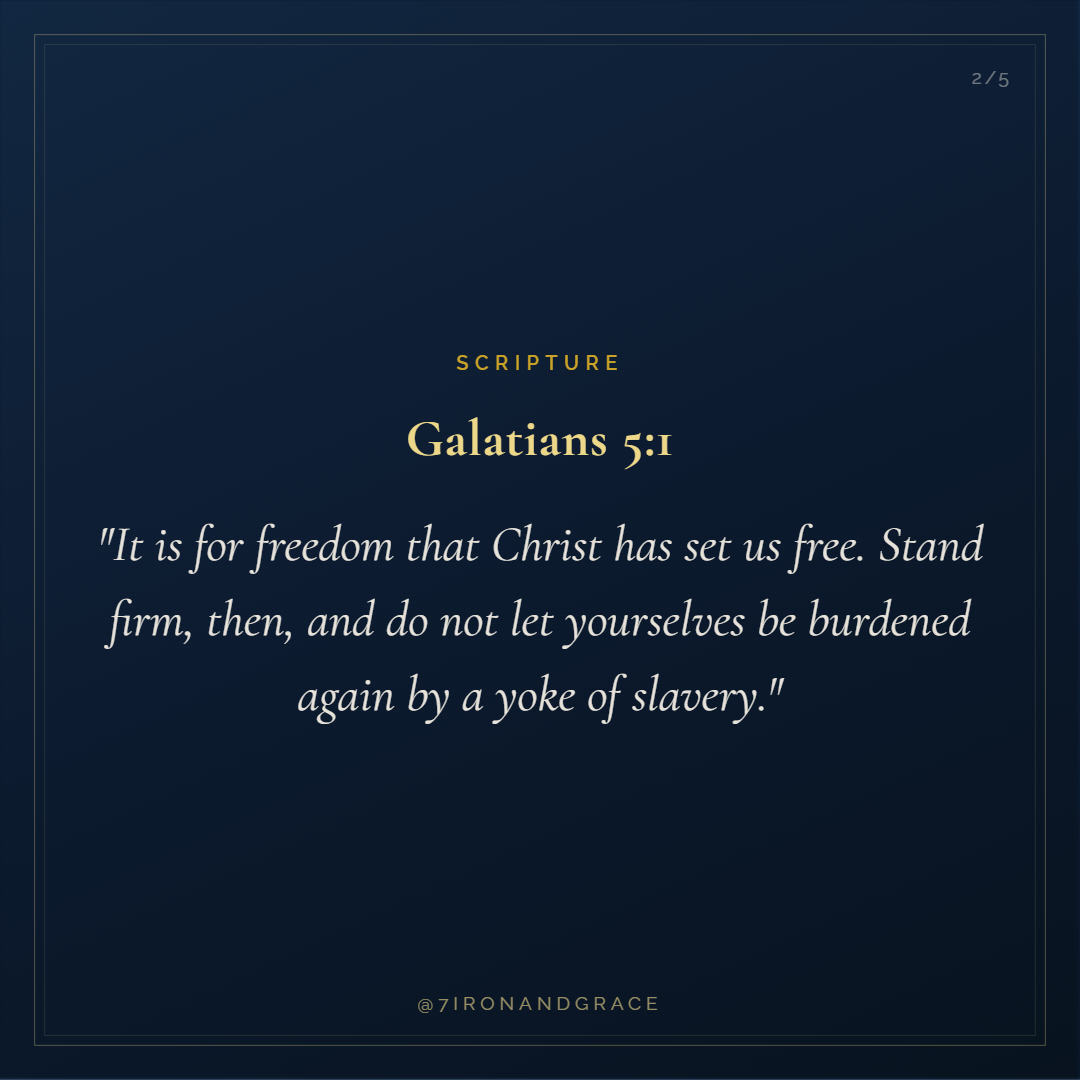 2/5
SCRIPTURE
Galatians 5:1
"It is for freedom that Christ has set us free. Stand
firm, then, and do not let yourselves be burdened
again by a yoke of slavery."
@7IRONANDGRACE